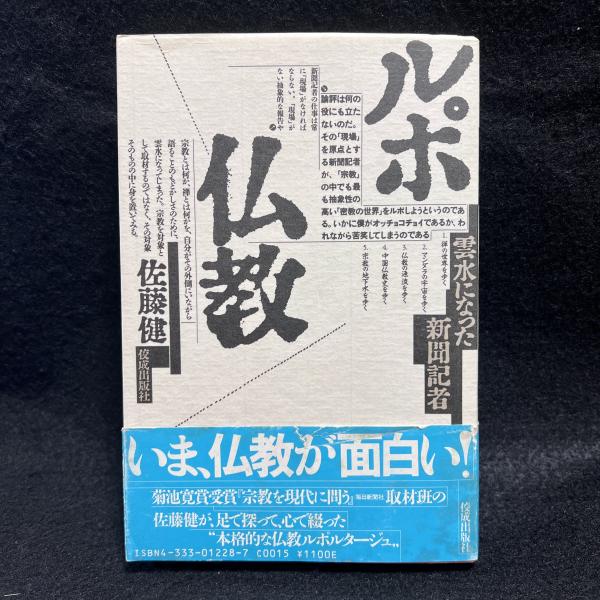 ルポ
仏教
雲水になった
新聞記者
佐藤健
佼成出版社
新聞記者の仕事は常
に、「現場」がなければ
ならない。「現場」が
ない抽象的な報告や
論評は何の
役にも立た
ないのだ。
その「現場」
を原点とす
る新聞記者
が、「宗教」
の中でも最
も抽象性の
高い「密教の世界」をルポしようというのであ
る。いかに僕がオッチョコチョイであるか、わ
れながら苦笑してしまうのである
1. 禅の世界を歩く
2. マンダラの宇宙を歩く
3. 仏教の源流を歩く
4. 中国仏教史を歩く
5. 宗教の地下水を歩く
宗教とは何か、禅とは何かを、自分がその外側にいながら
語ることのもどかしさのために、
雲水になってしまった。宗教を対象と
して取材するのではなく、その対象
そのものの中に身を置いてみる。
いま、仏教が面白い!
菊池寛賞受賞『宗教を現代に問う』毎日新聞社 取材班の
佐藤健が、足で探って、心で綴った
“本格的な仏教ルポルタージュ„
佼成出版社
ISBN4-333-01228-7 C0015 ¥1100E